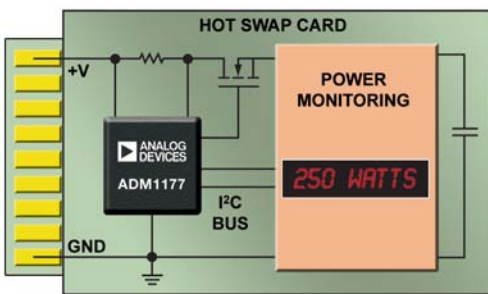 HOT SWAP CARD
+V
POWER
MONITORING
ANALOG
DEVICES
ADM1177
250 WATTS
I²C
BUS
GND